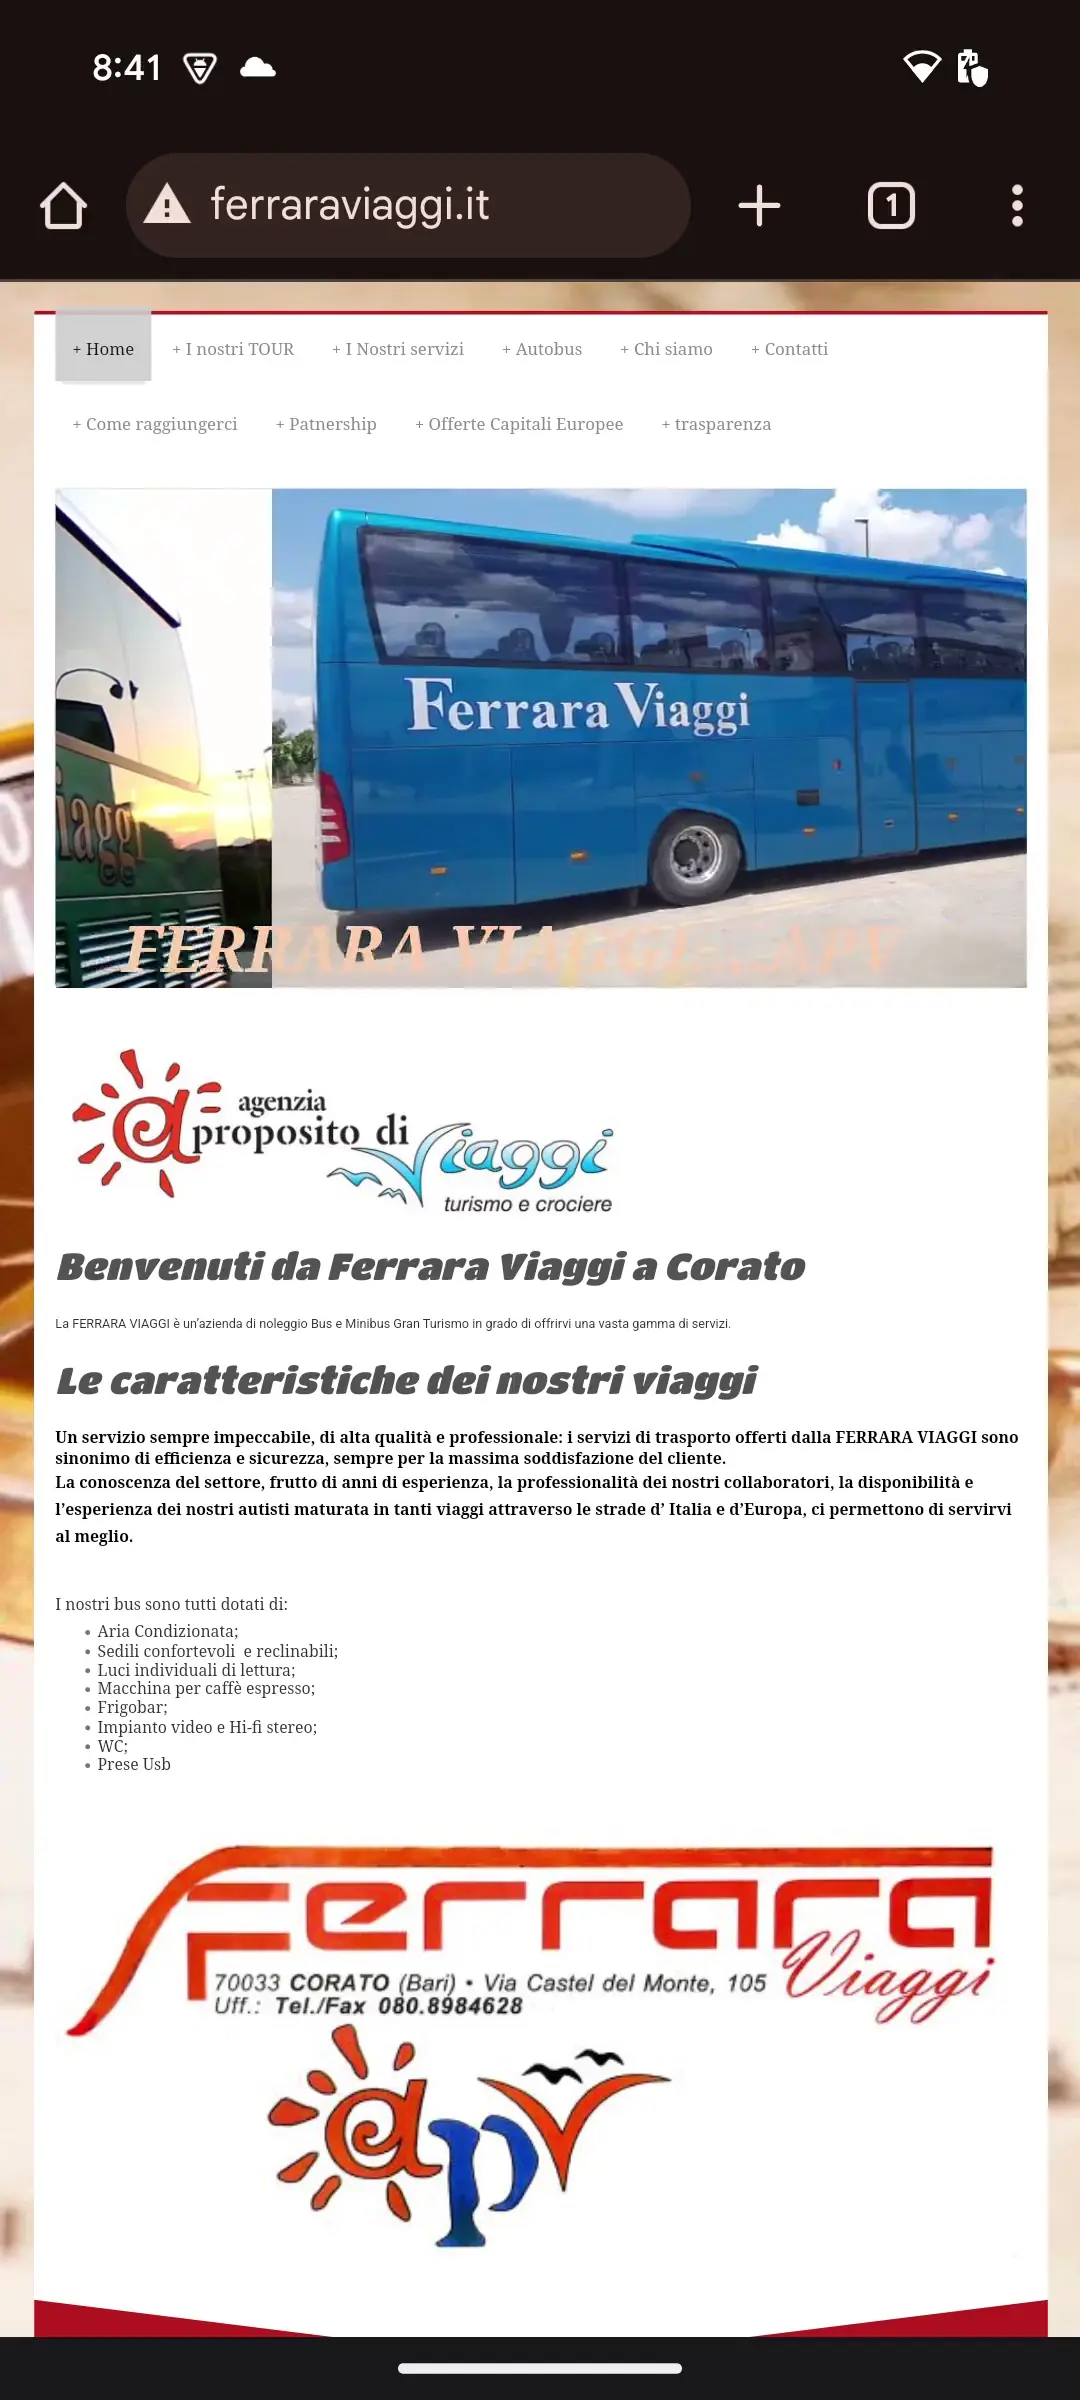 8:41
ferraraviaggi.it
1
+ Home
+ I nostri TOUR
+ I Nostri servizi
+ Autobus
+ Chi siamo
+ Contatti
+ Come raggiungerci
+ Patnership
+ Offerte Capitali Europee
+ trasparenza
Ferrara Viaggi
iaggi
FERRARA VIAGGI...APV
agenzia
a proposito di Viaggi
turismo e crociere
Benvenuti da Ferrara Viaggi a Corato
La FERRARA VIAGGI è un'azienda di noleggio Bus e Minibus Gran Turismo in grado di offrirvi una vasta gamma di servizi.
Le caratteristiche dei nostri viaggi
Un servizio sempre impeccabile, di alta qualità e professionale: i servizi di trasporto offerti dalla FERRARA VIAGGI sono
sinonimo di efficienza e sicurezza, sempre per la massima soddisfazione del cliente.
La conoscenza del settore, frutto di anni di esperienza, la professionalità dei nostri collaboratori, la disponibilità e
l'esperienza dei nostri autisti maturata in tanti viaggi attraverso le strade d' Italia e d'Europa, ci permettono di servirvi
al meglio.
I nostri bus sono tutti dotati di:
• Aria Condizionata;
• Sedili confortevoli  e reclinabili;
• Luci individuali di lettura;
• Macchina per caffè espresso;
• Frigobar;
• Impianto video e Hi-fi stereo;
• WC;
• Prese Usb
Ferrara
Viaggi
70033 CORATO (Bari) • Via Castel del Monte, 105
Uff.: Tel./Fax 080.8984628
apv